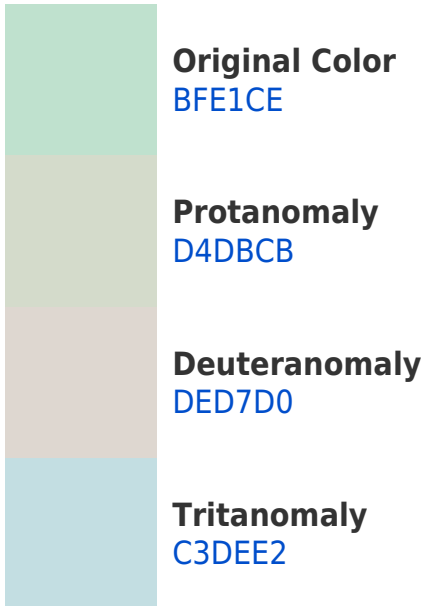 Original Color
BFE1CE
Protanomaly
D4DBCB
Deuteranomaly
DED7D0
Tritanomaly
C3DEE2